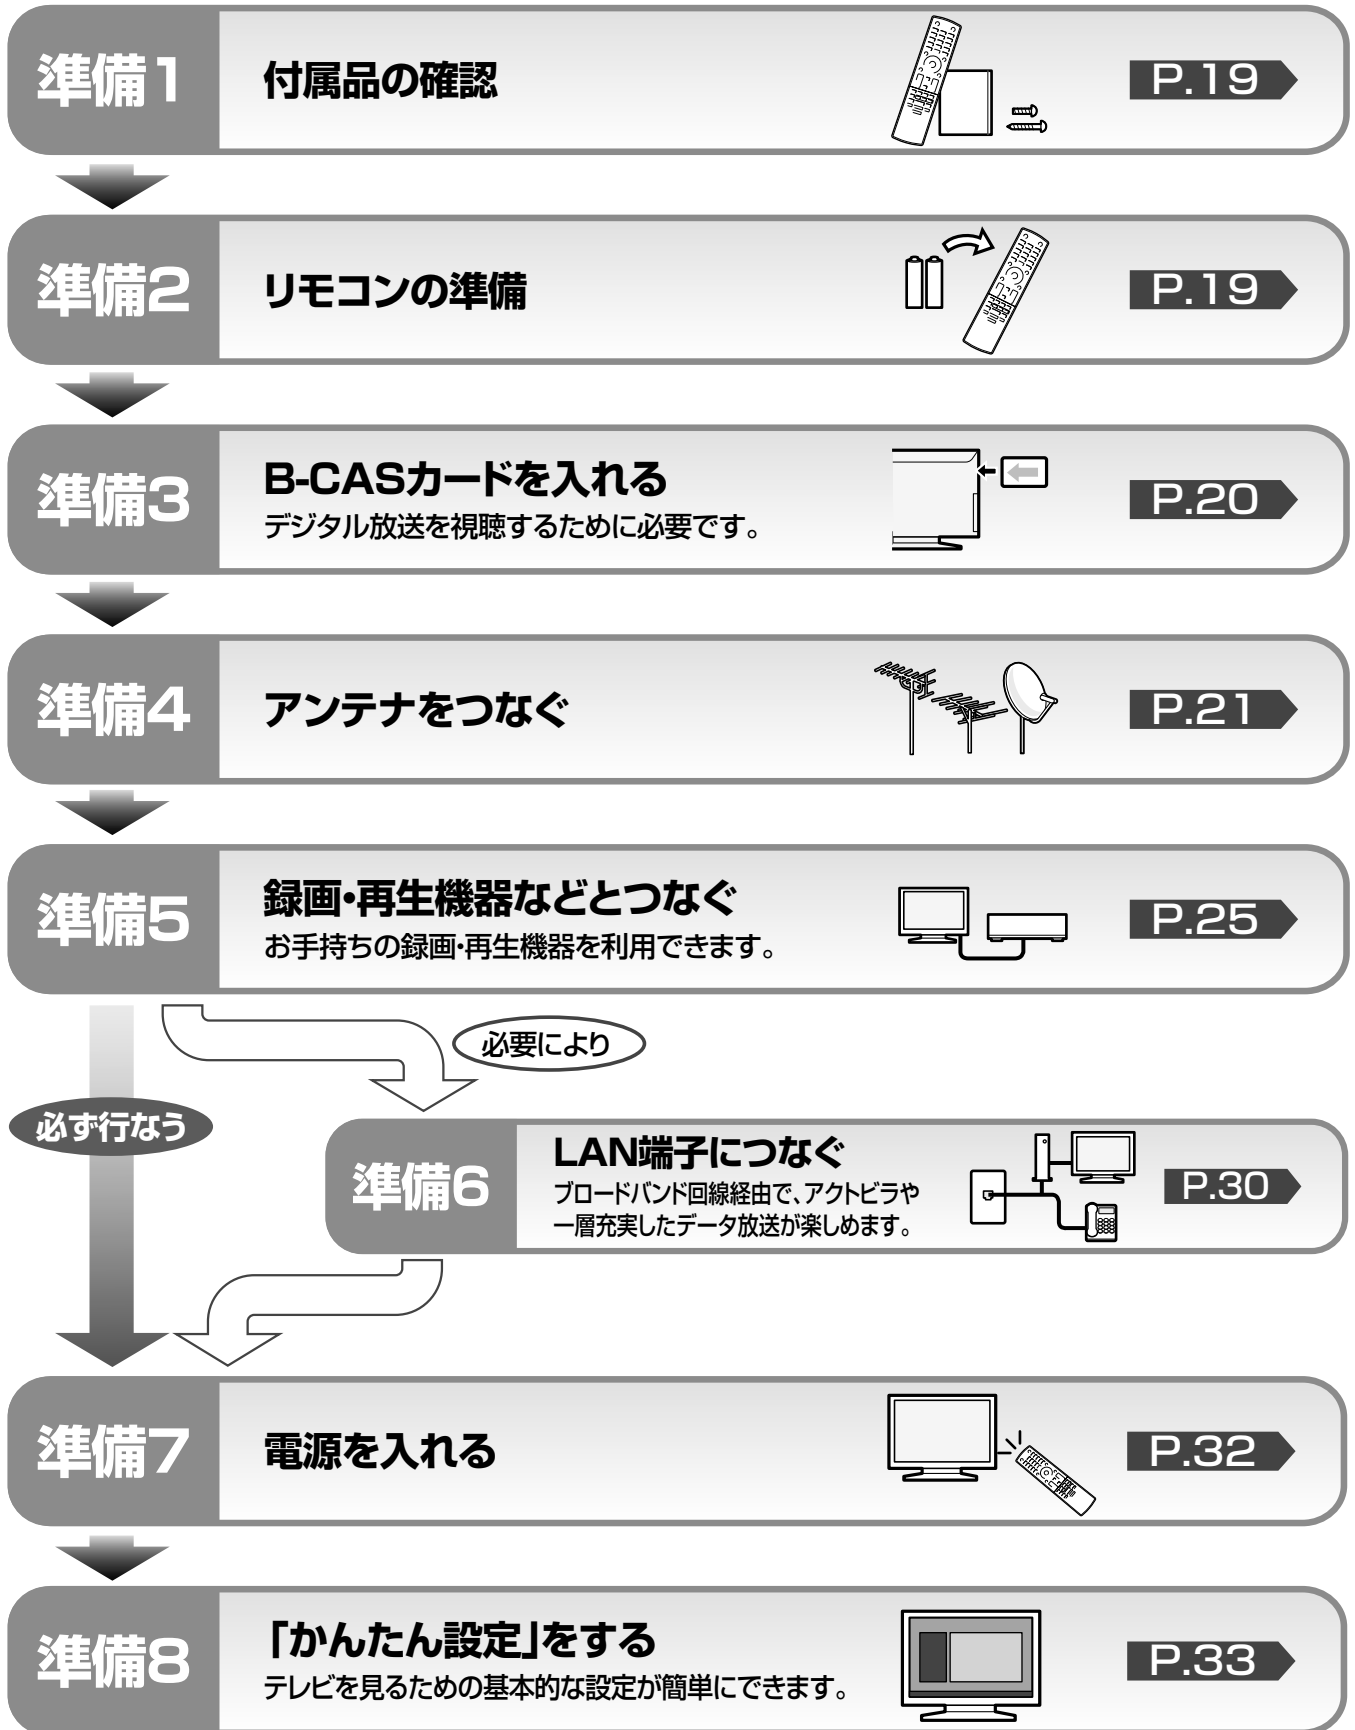 準備1
付属品の確認
P.19
準備2
リモコンの準備
P.19
準備3
B-CASカードを入れる
デジタル放送を視聴するために必要です。
P.20
準備4
アンテナをつなぐ
P.21
準備5
録画・再生機器などとつなぐ
お手持ちの録画・再生機器を利用できます。
P.25
必要により
必ず行なう
準備6
LAN端子につなぐ
ブロードバンド回線経由で、アクトビラや
一層充実したデータ放送が楽しめます。
P.30
準備7
電源を入れる
P.32
準備8
「かんたん設定」をする
テレビを見るための基本的な設定が簡単にできます。
P.33